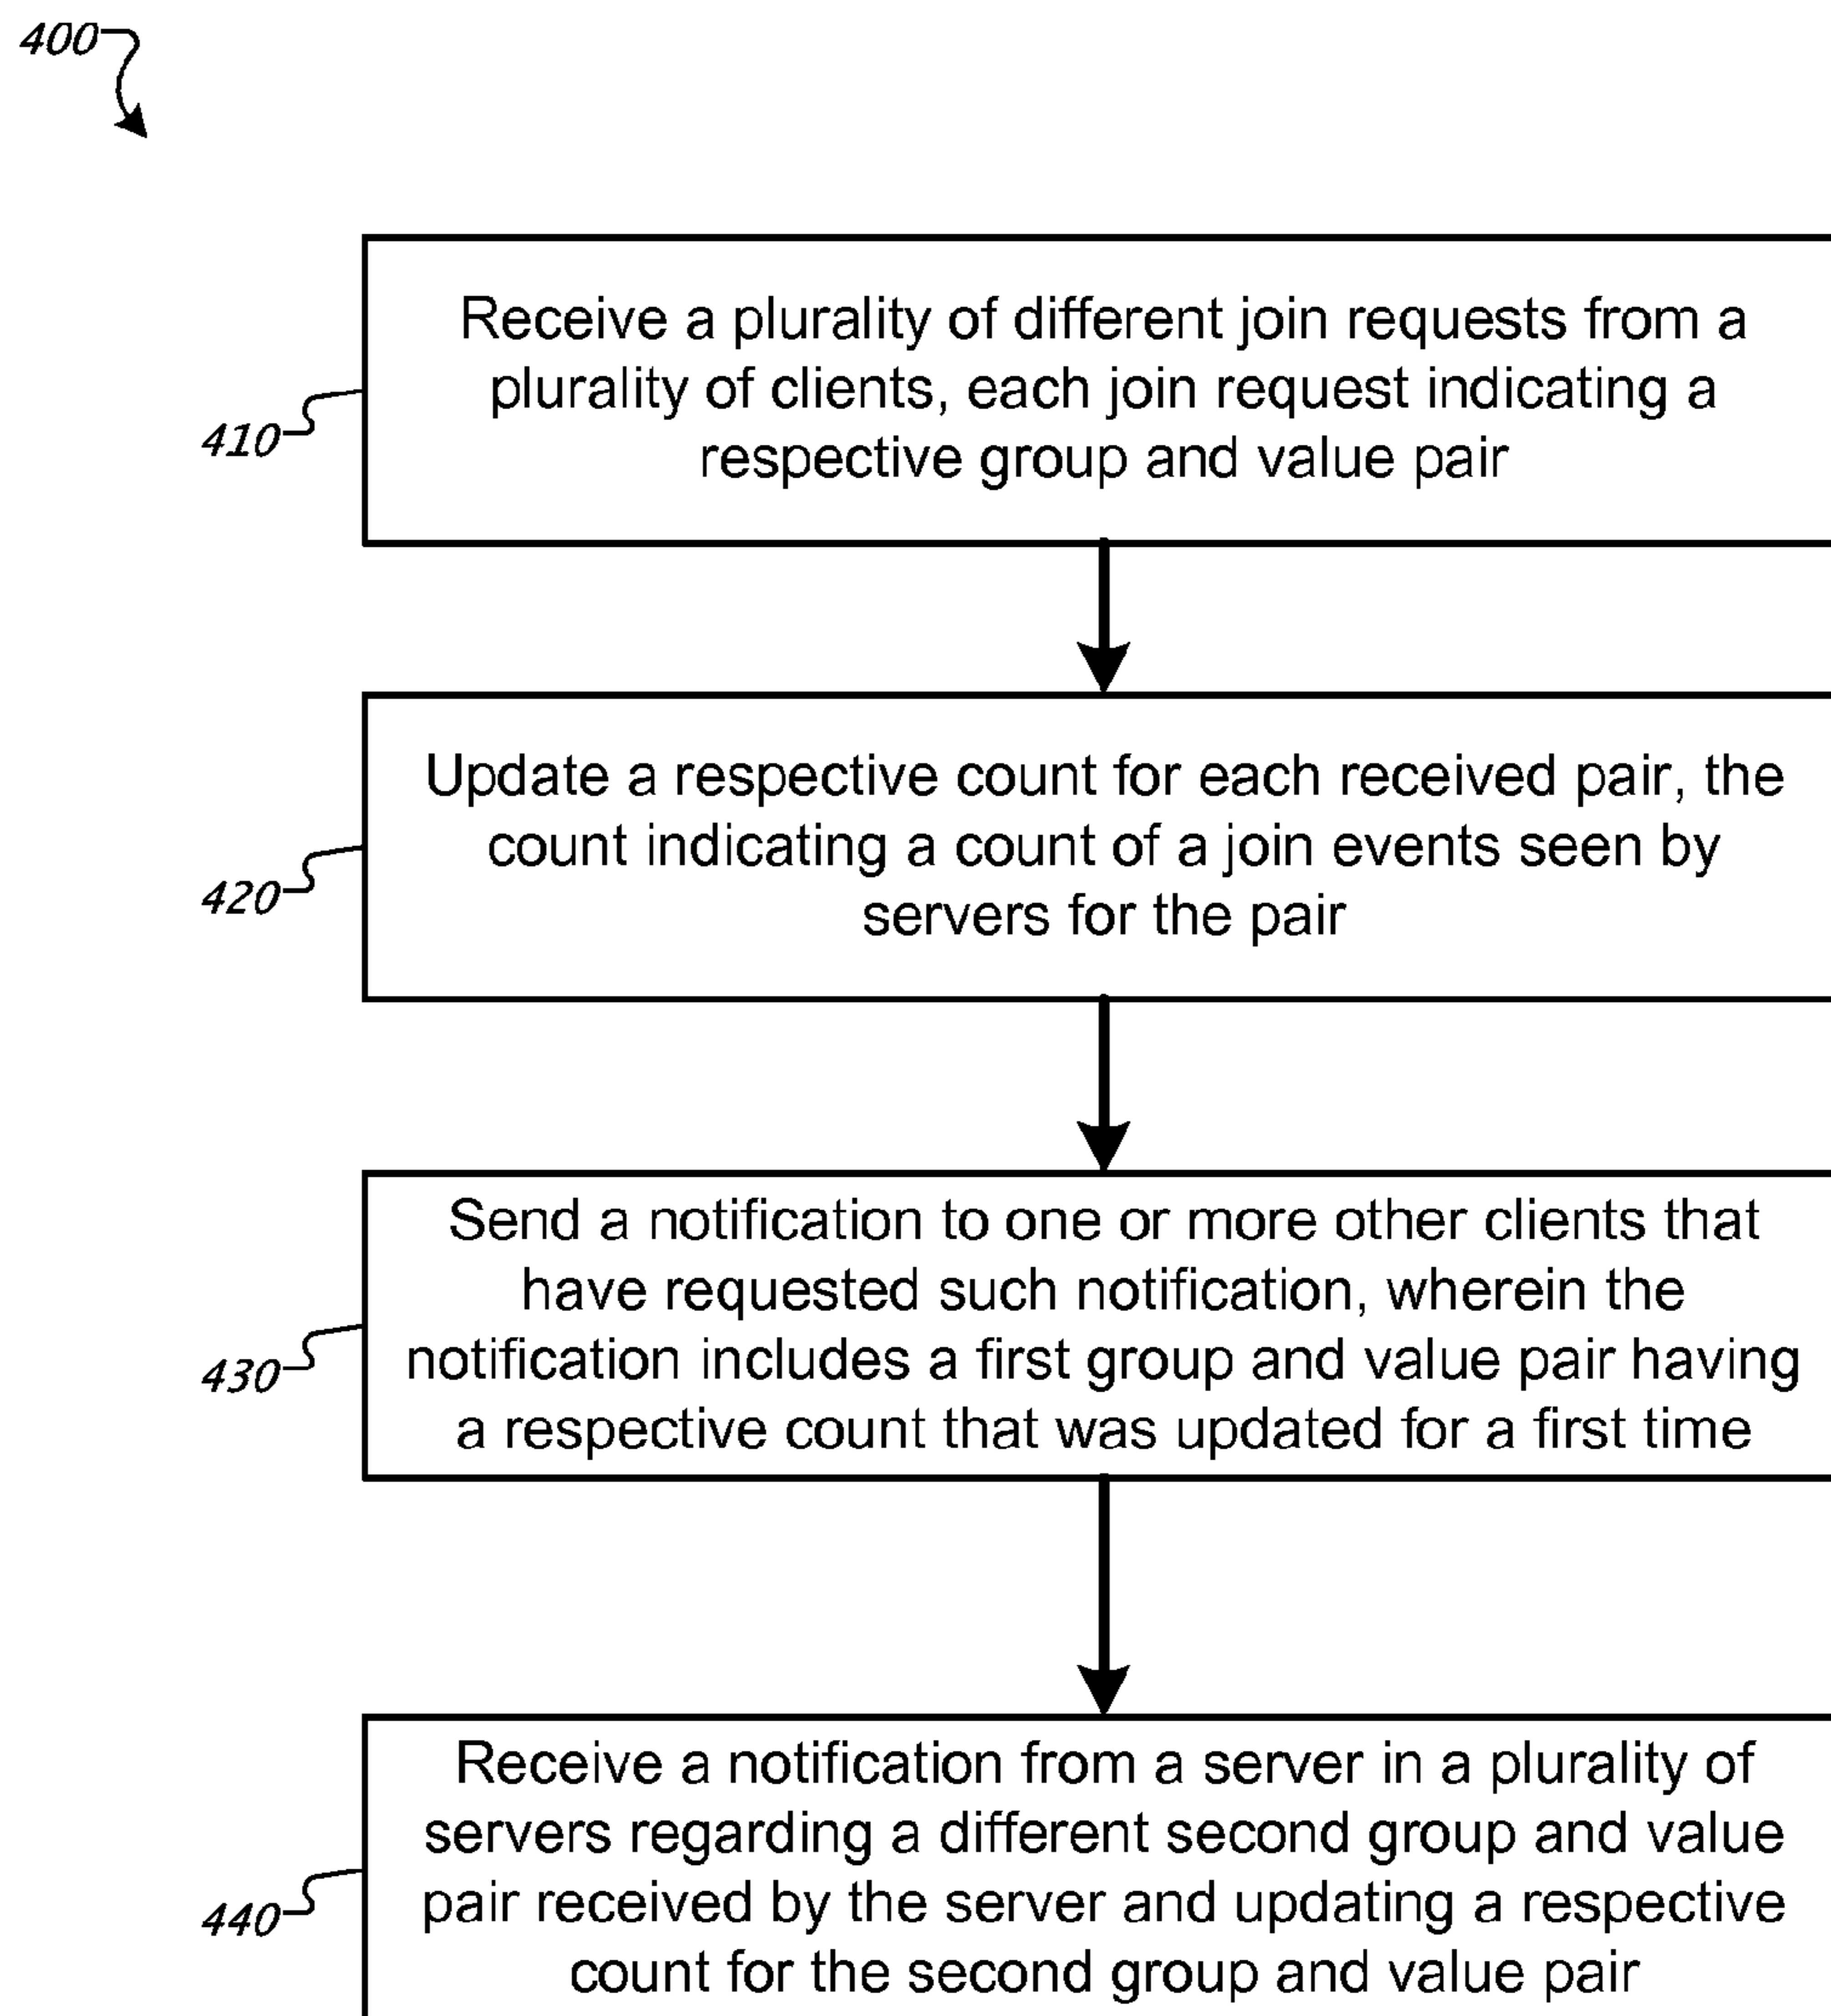 400
Receive a plurality of different join requests from a
plurality of clients, each join request indicating a
respective group and value pair
410
Update a respective count for each received pair, the
count indicating a count of a join events seen by
servers for the pair
420
Send a notification to one or more other clients that
have requested such notification, wherein the
notification includes a first group and value pair having
a respective count that was updated for a first time
430
Receive a notification from a server in a plurality of
servers regarding a different second group and value
pair received by the server and updating a respective
count for the second group and value pair
440